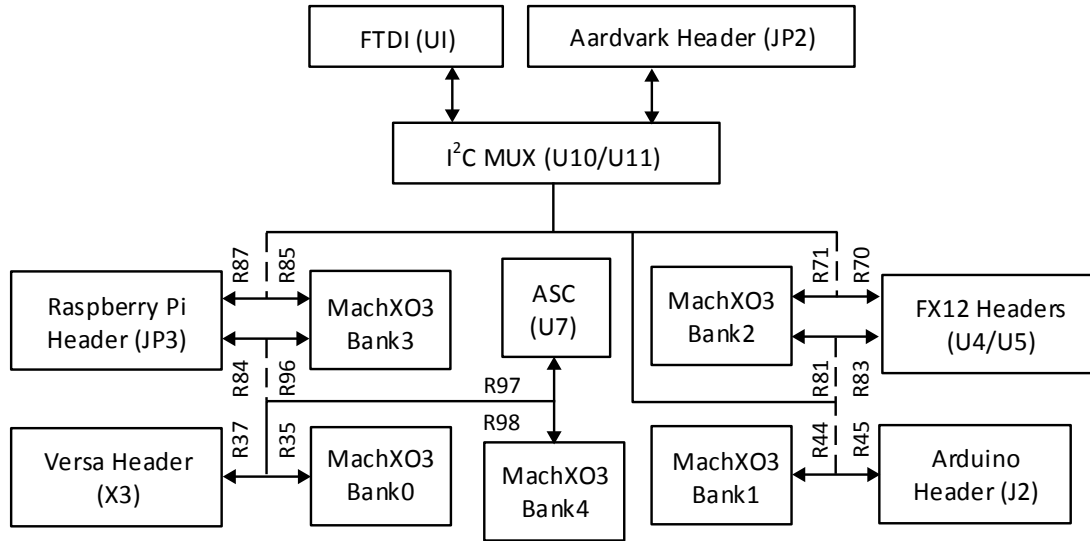 FTDI (UI)
Aardvark Header (JP2)
I²C MUX (U10/U11)
R87
R85
R71
R70
Raspberry Pi
Header (JP3)
MachXO3
Bank3
ASC
(U7)
MachXO3
Bank2
FX12 Headers
(U4/U5)
R84
R96
R97
R81
R83
R37
R35
R98
R44
R45
Versa Header
(X3)
MachXO3
Bank0
MachXO3
Bank4
MachXO3
Bank1
Arduino
Header (J2)